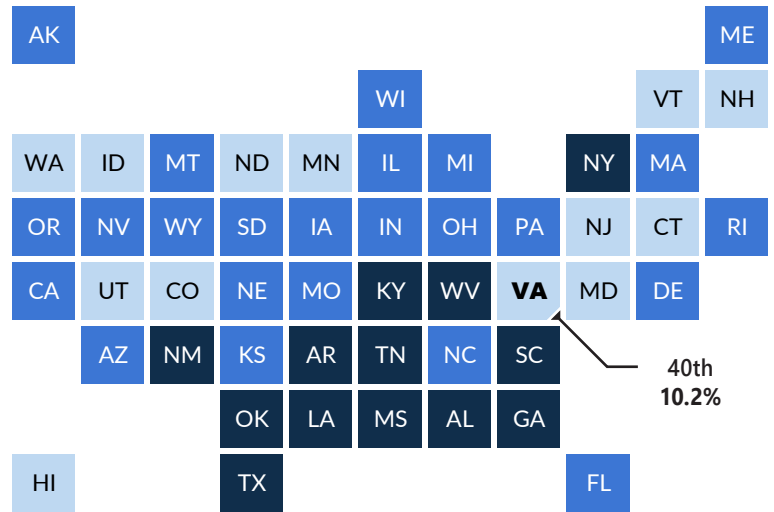 AK ME
WI VT NH
WA ID MT ND MN IL MI NY MA
OR NV WY SD IA IN OH PA NJ CT RI
CA UT CO NE MO KY WV VA MD DE
AZ NM KS AR TN NC SC
40th
10.2%
OK LA MS AL GA
HI TX FL